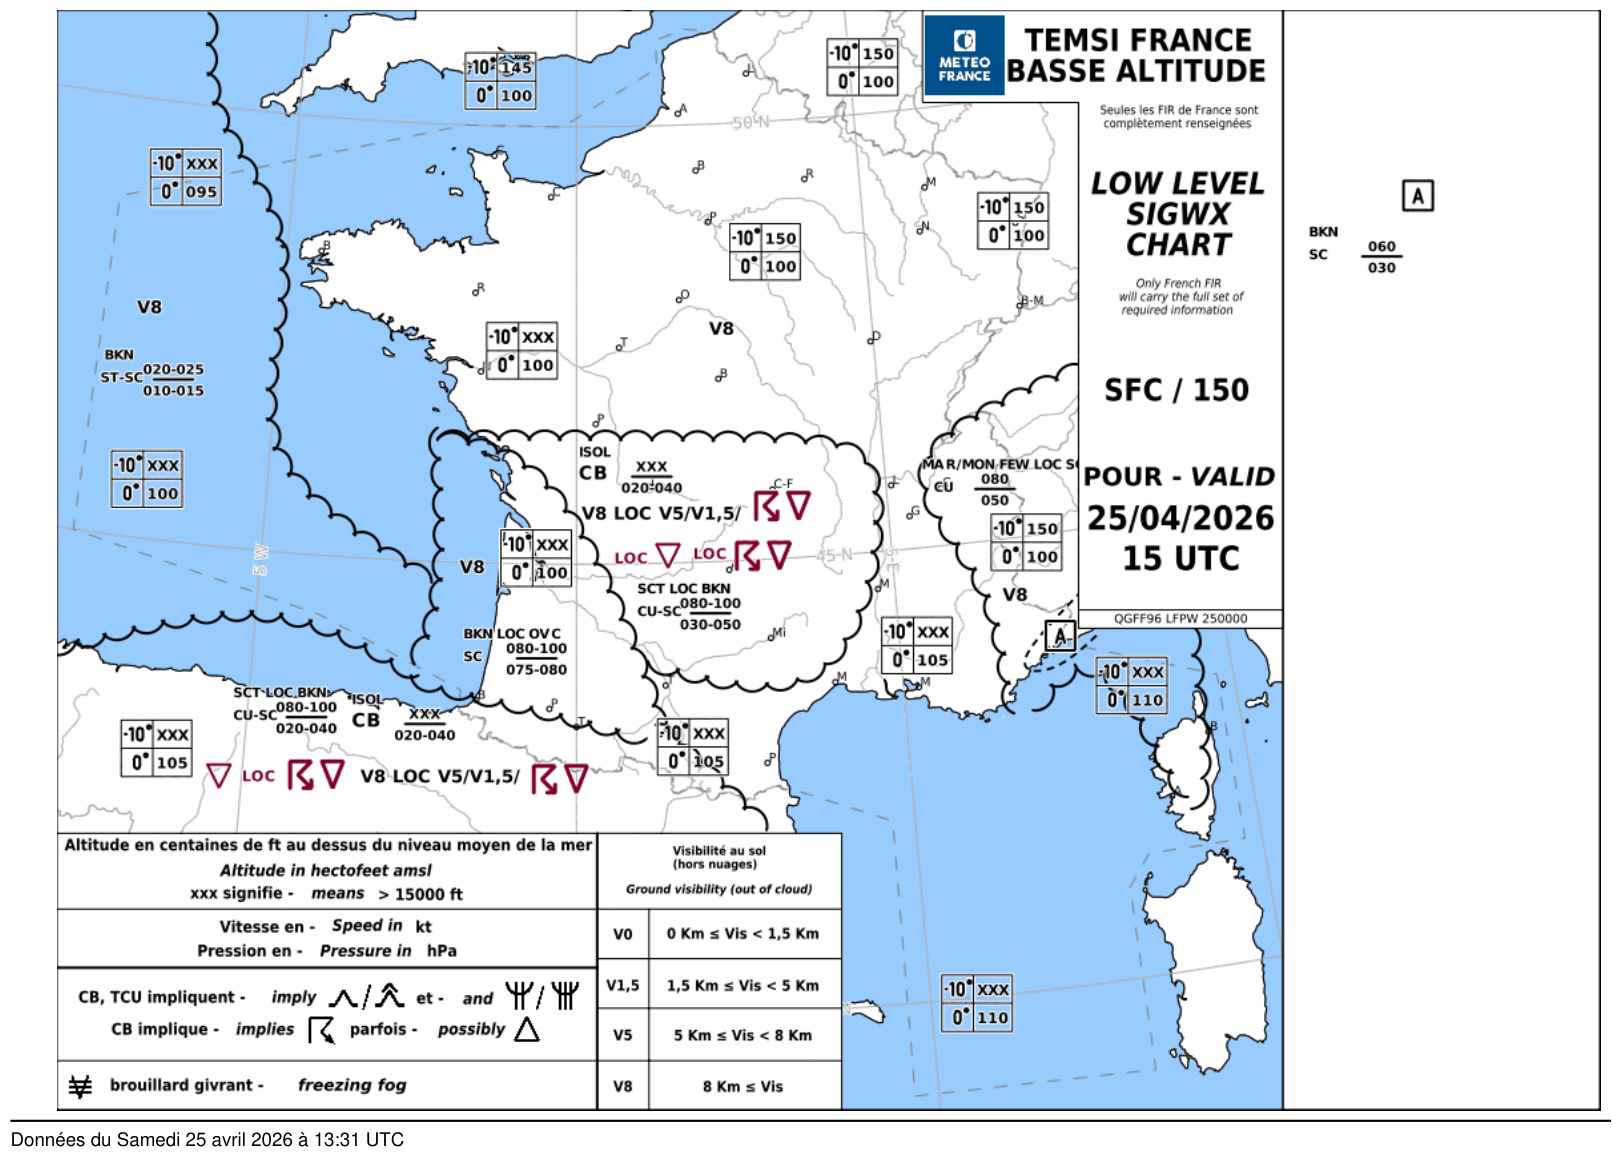 TEMSI FRANCE
BASSE ALTITUDE
METEO
FRANCE
Seules les FIR de France sont
complètement renseignées
LOW LEVEL
SIGWX
CHART
Only French FIR
will carry the full set of
required information
SFC / 150
POUR - VALID
25/04/2026
15 UTC
QGFF96 LFPW 250000
A
BKN
SC
060
030
-10° 145
0° 100
-10° 150
0° 100
-10° XXX
0° 095
-10° 150
0° 100
-10° 150
0° 100
-10° XXX
0° 100
-10° XXX
0° 100
-10° XXX
0° 100
-10° 150
0° 100
-10° XXX
0° 105
-10° XXX
0° 110
-10° XXX
0° 105
-10° XXX
0° 105
-10° XXX
0° 110
50 N
45 N
5 W
L
A
C
B
R
M
C
P
N
B
R
O
B-M
T
D
B
P
C-F
L
G
M
Mi
M
M
B
P
T
P
B
A
V8
BKN
ST-SC
020-025
010-015
V8
ISOL
CB
XXX
020-040
V8 LOC V5/V1,5/
LOC
LOC
SCT LOC BKN
CU-SC
080-100
030-050
V8
BKN LOC OVC
SC
080-100
075-080
MAR/MON FEW LOC
CU
080
050
V8
A
SCT LOC BKN
CU-SC
080-100
020-040
ISOL
CB
XXX
020-040
LOC
V8 LOC V5/V1,5/
Altitude en centaines de ft au dessus du niveau moyen de la mer
Altitude in hectofeet amsl
xxx signifie - means > 15000 ft
Vitesse en - Speed in kt
Pression en - Pressure in hPa
CB, TCU impliquent - imply / et - and /
CB implique - implies parfois - possibly
brouillard givrant - freezing fog
Visibilité au sol
(hors nuages)
Ground visibility (out of cloud)
V0 0 Km ≤ Vis < 1,5 Km
V1,5 1,5 Km ≤ Vis < 5 Km
V5 5 Km ≤ Vis < 8 Km
V8 8 Km ≤ Vis
Données du Samedi 25 avril 2026 à 13:31 UTC